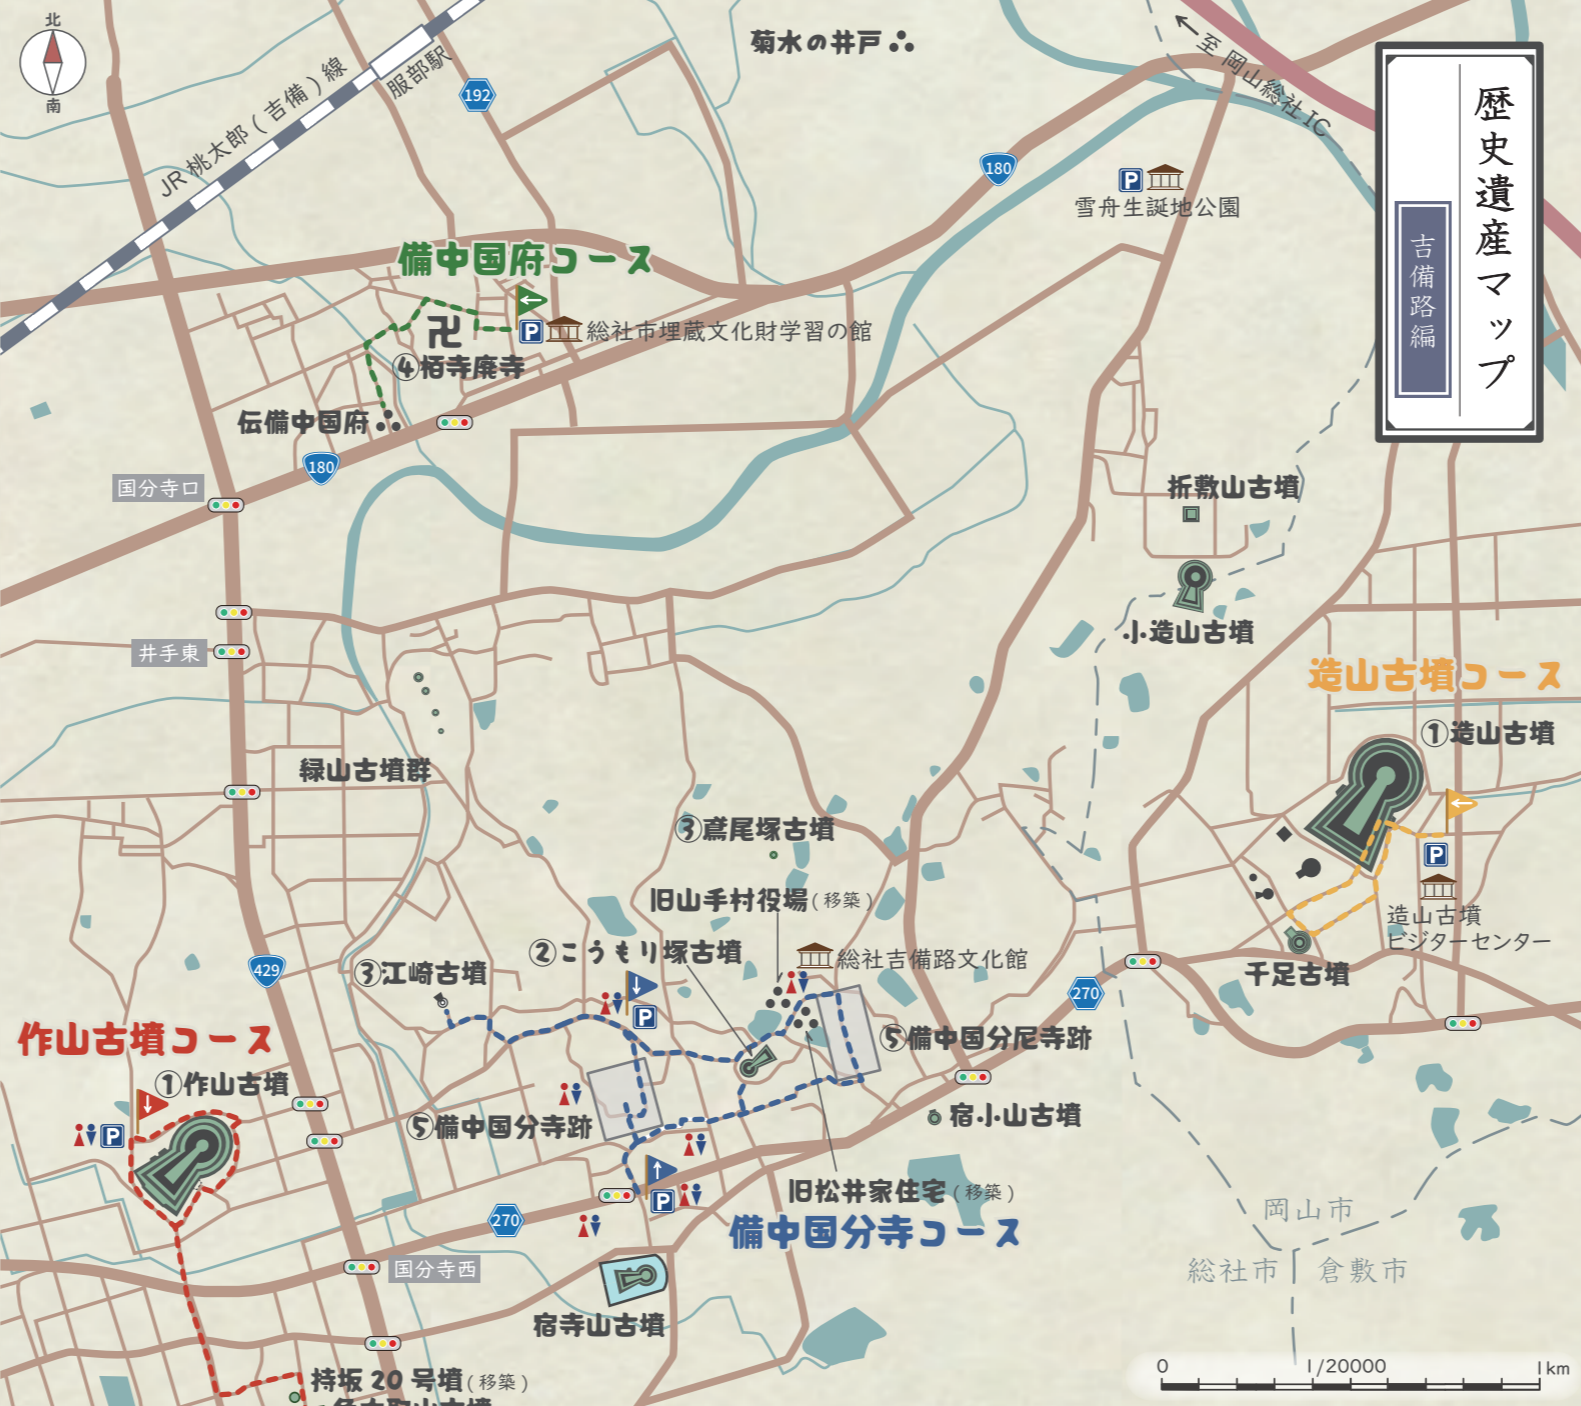 歴史遺産マップ
吉備路編
北
南
JR 桃太郎 ( 吉備 ) 線
服部駅
192
菊水の井戸
至 岡山総社 IC
180
P
雪舟生誕地公園
備中国府コース
P
総社市埋蔵文化財学習の館
卍
④栢寺廃寺
伝備中国府
180
国分寺口
井手東
折敷山古墳
小造山古墳
造山古墳コース
①造山古墳
P
造山古墳
ビジターセンター
千足古墳
緑山古墳群
③鳶尾塚古墳
旧山手村役場 ( 移築 )
②こうもり塚古墳
総社吉備路文化館
③江崎古墳
429
270
P
作山古墳コース
①作山古墳
P
⑤備中国分尼寺跡
⑤備中国分寺跡
宿小山古墳
P
旧松井家住宅 ( 移築 )
備中国分寺コース
270
国分寺西
宿寺山古墳
岡山市
総社市
倉敷市
持坂 20 号墳 ( 移築 )
0
1/20000
1km